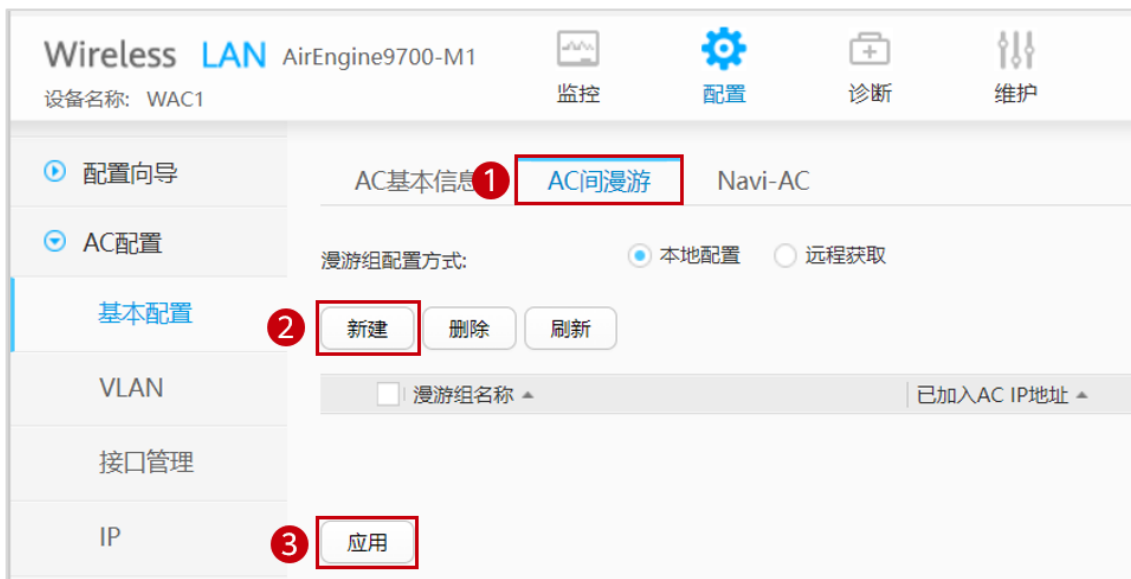 Wireless LAN AirEngine9700-M1
设备名称: WAC1
监控
配置
诊断
维护
配置向导
AC配置
基本配置
VLAN
接口管理
IP
AC基本信息 1 AC间漫游 Navi-AC
漫游组配置方式: 本地配置 远程获取
2 新建 删除 刷新
漫游组名称 已加入AC IP地址
3 应用